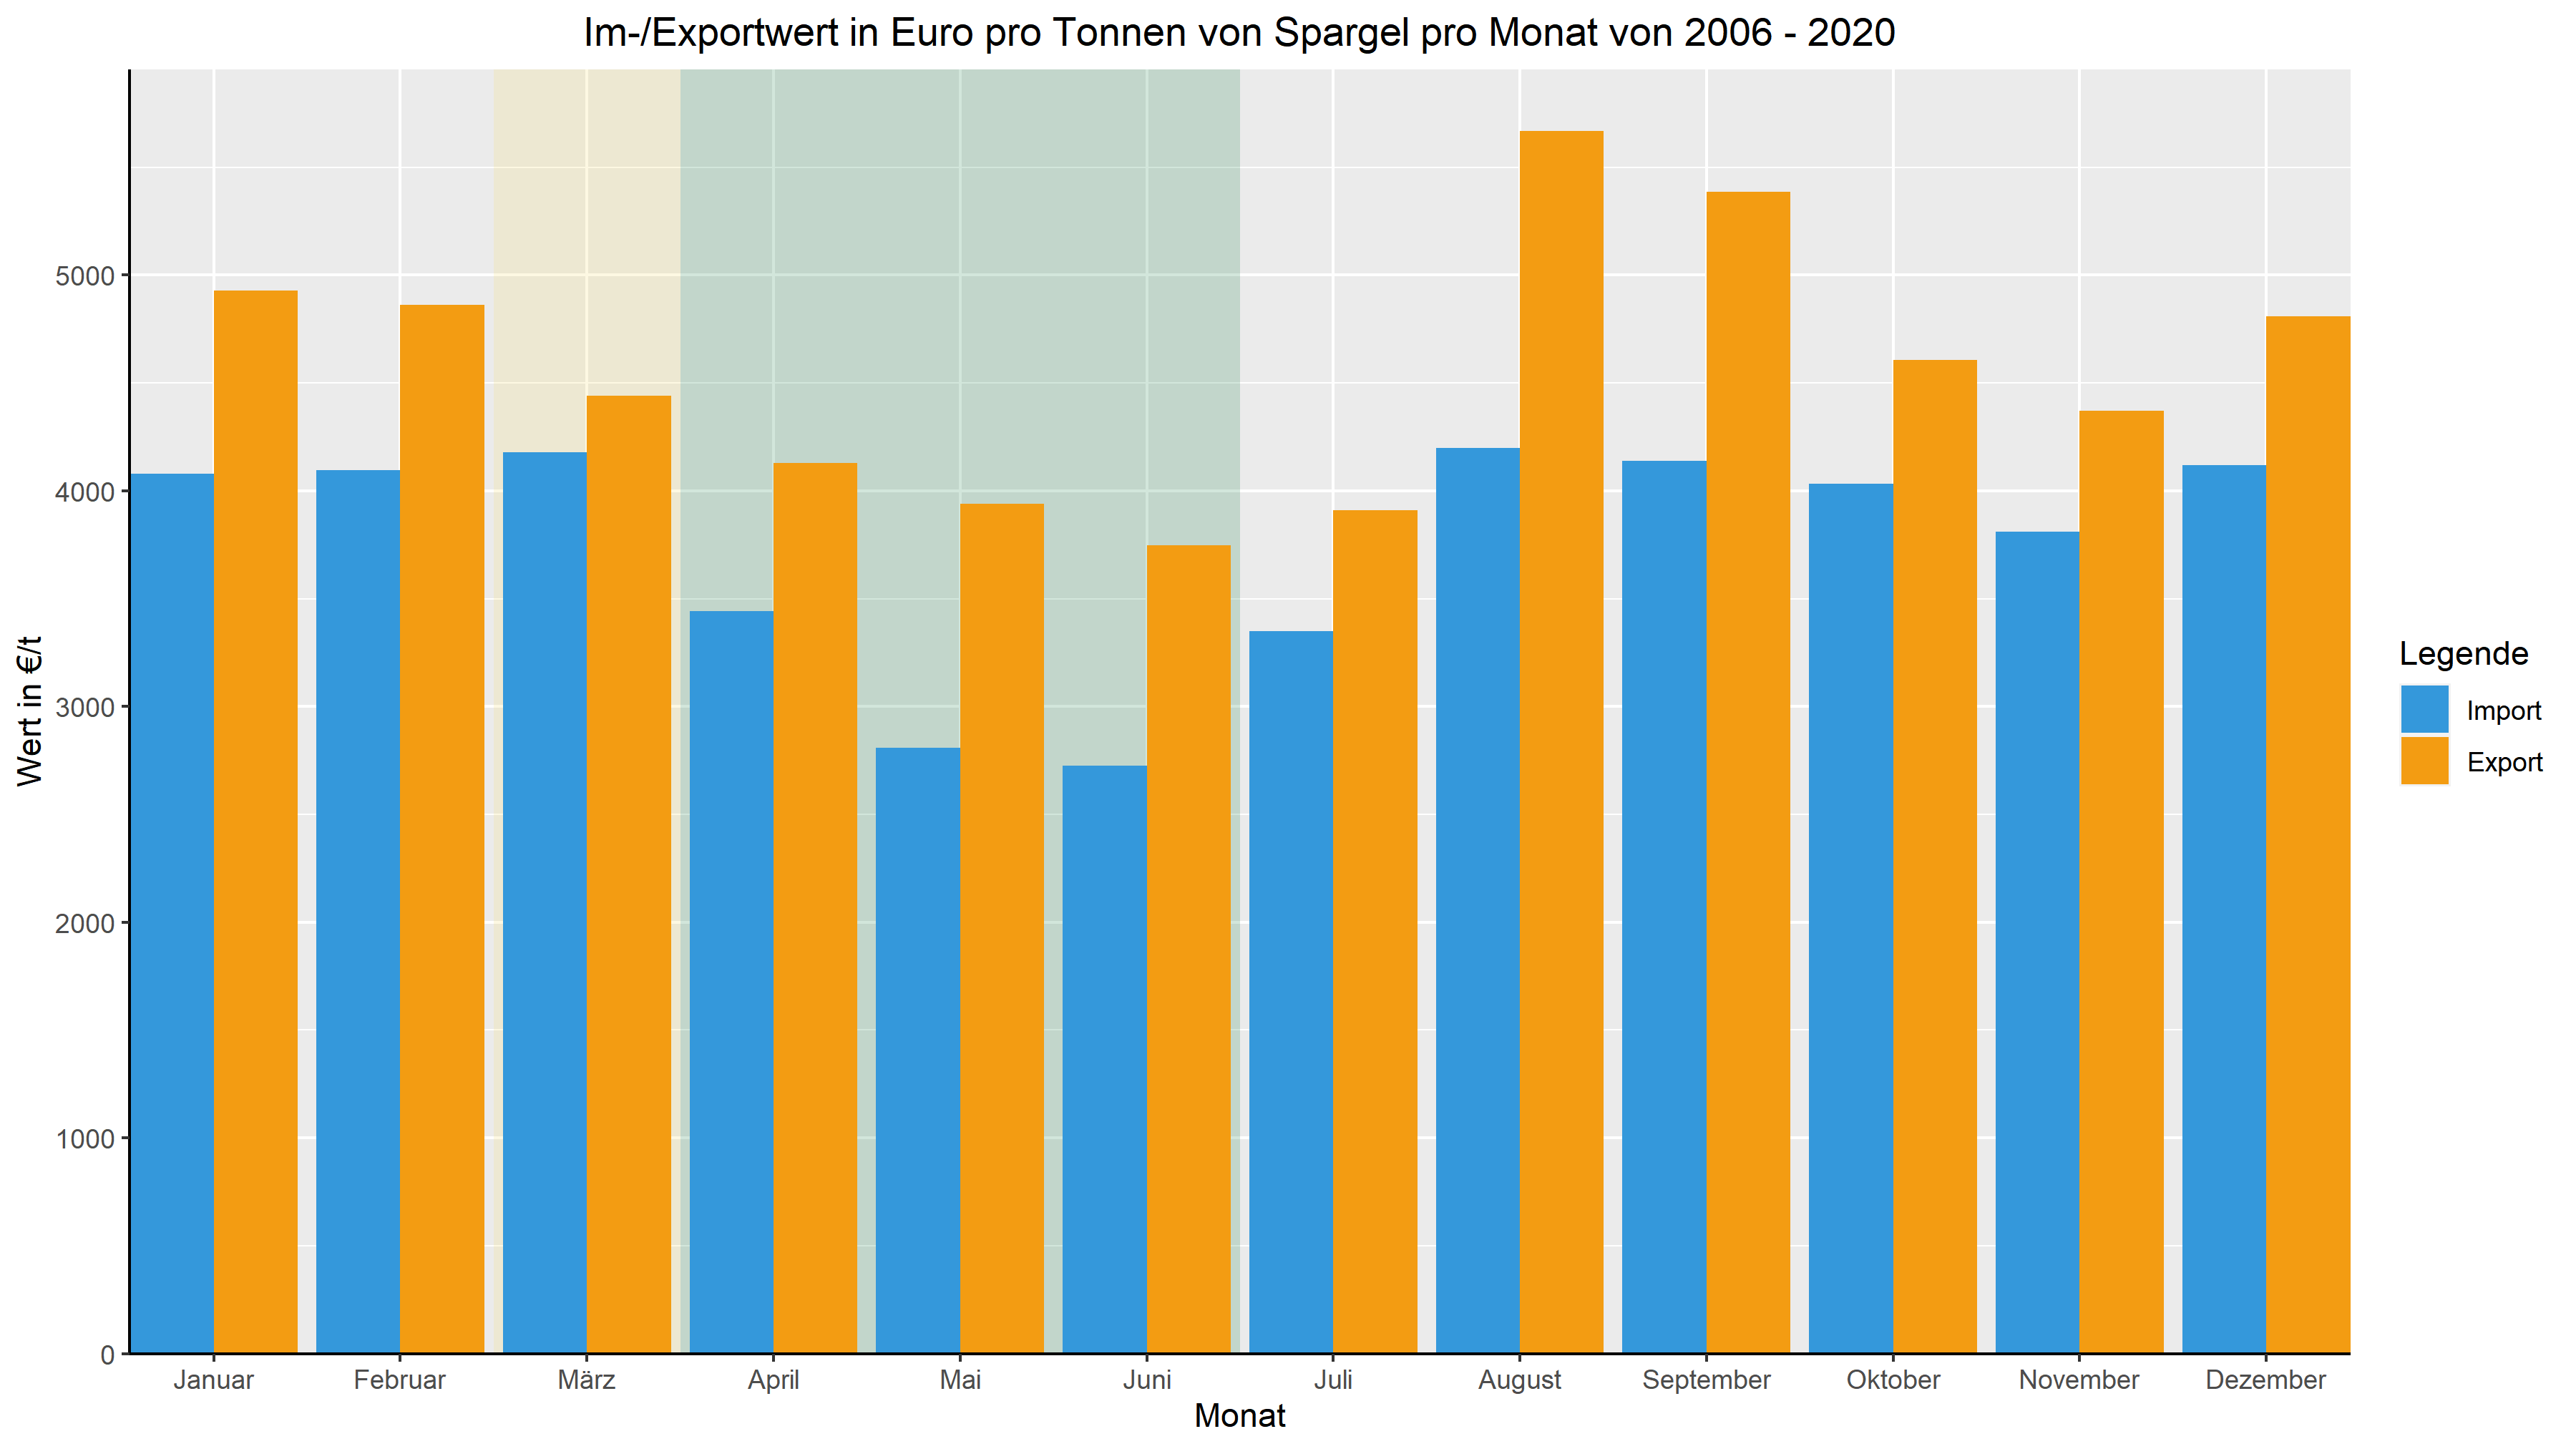 Im-/Exportwert in Euro pro Tonnen von Spargel pro Monat von 2006 - 2020
Wert in €/t
5000
4000
3000
2000
1000
0
Januar Februar März April Mai Juni Juli August September Oktober November Dezember
Monat
Legende
Import
Export